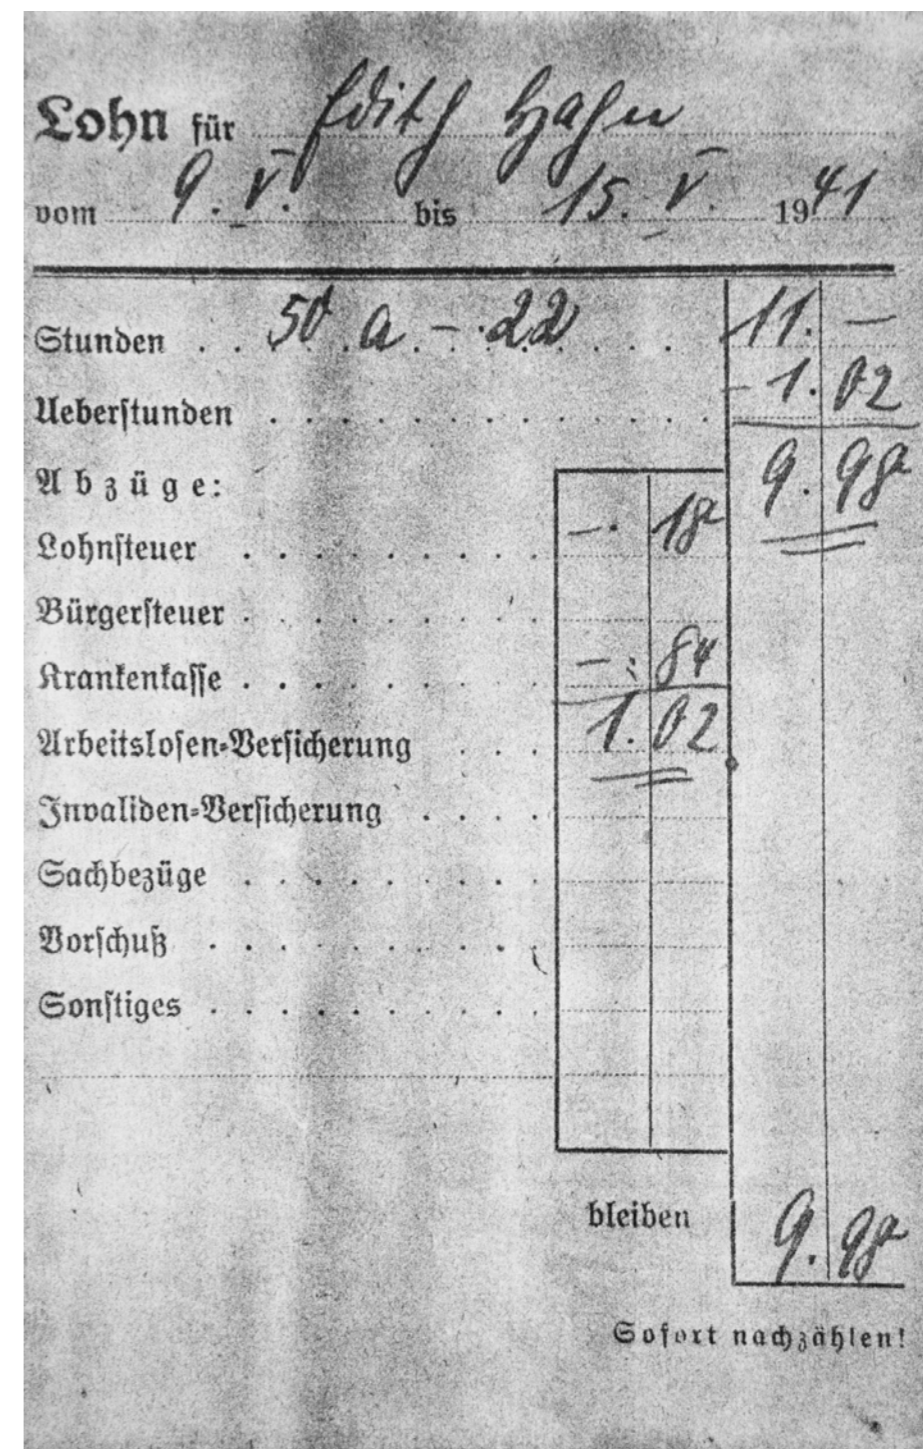 Lohn für Edith Hahn
vom 9. V. bis 15. V. 1941
Stunden . . 50 a -.22 . . . . 11. —
- 1. 02
Ueberstunden . . . . . . . . . . . . .
9. 98
Abzüge:
-. 18
Lohnsteuer . . . . . . . . .
Bürgersteuer . . . . . . . . .
Krankenkasse . . . . . . . . . -. 84
Arbeitslosen-Versicherung . . . 1. 02
Invaliden-Versicherung . . . .
Sachbezüge . . . . . . . . .
Vorschuß . . . . . . . . . .
Sonstiges . . . . . . . . . .
bleiben 9. 98
Sofort nachzählen!